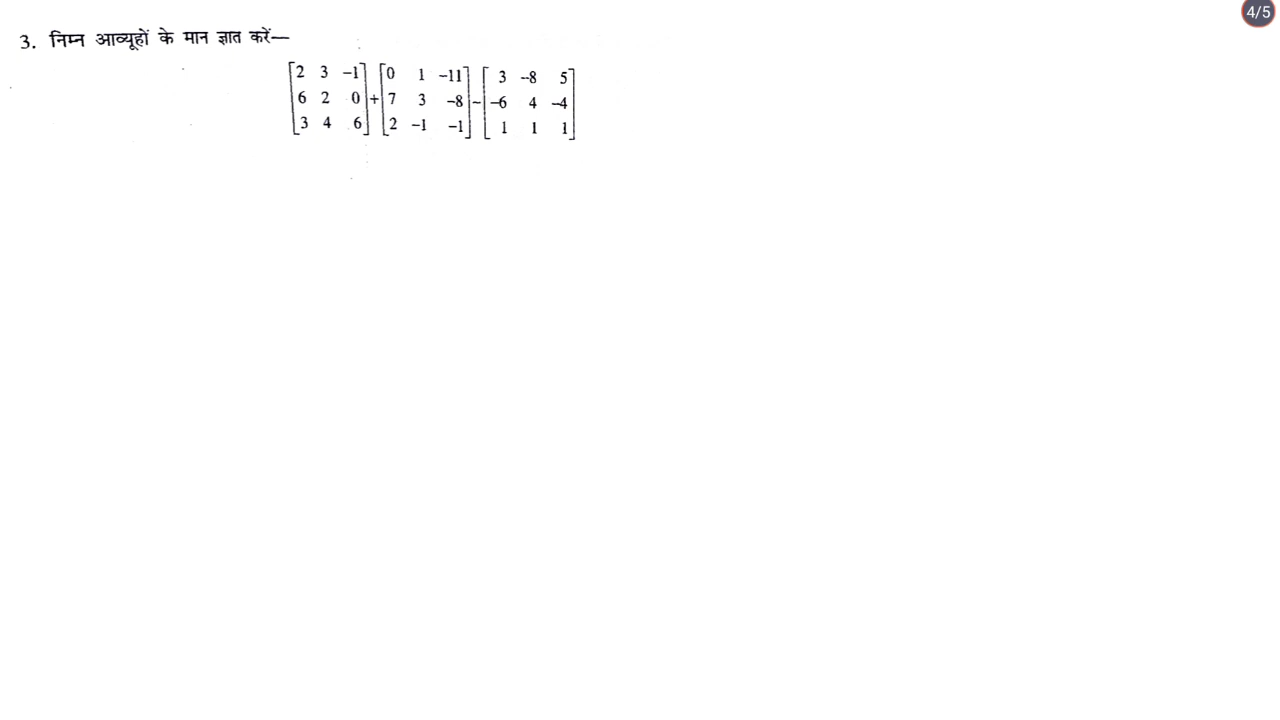 4/5
3. निम्न आव्यूहों के मान ज्ञात करें—
[2 3 –1] [0 1 –11] [3 –8 5]
[6 2 0] + [7 3 –8] – [–6 4 –4]
[3 4 6] [2 –1 –1] [1 1 1]